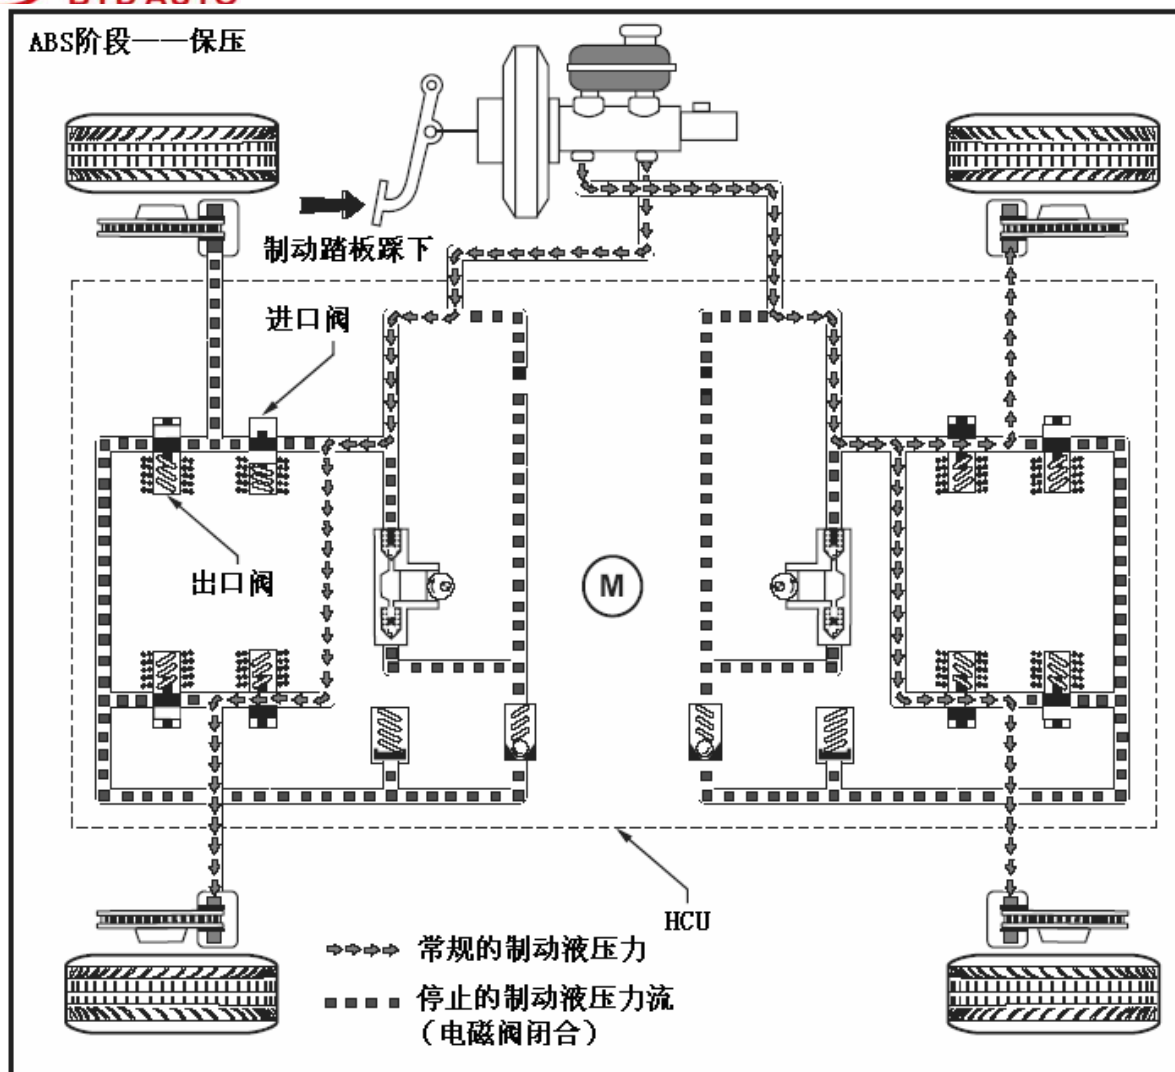 ABS阶段——保压
制动踏板踩下
进口阀
出口阀
M
HCU
常规的制动液压力
停止的制动液压力流
（电磁阀闭合）